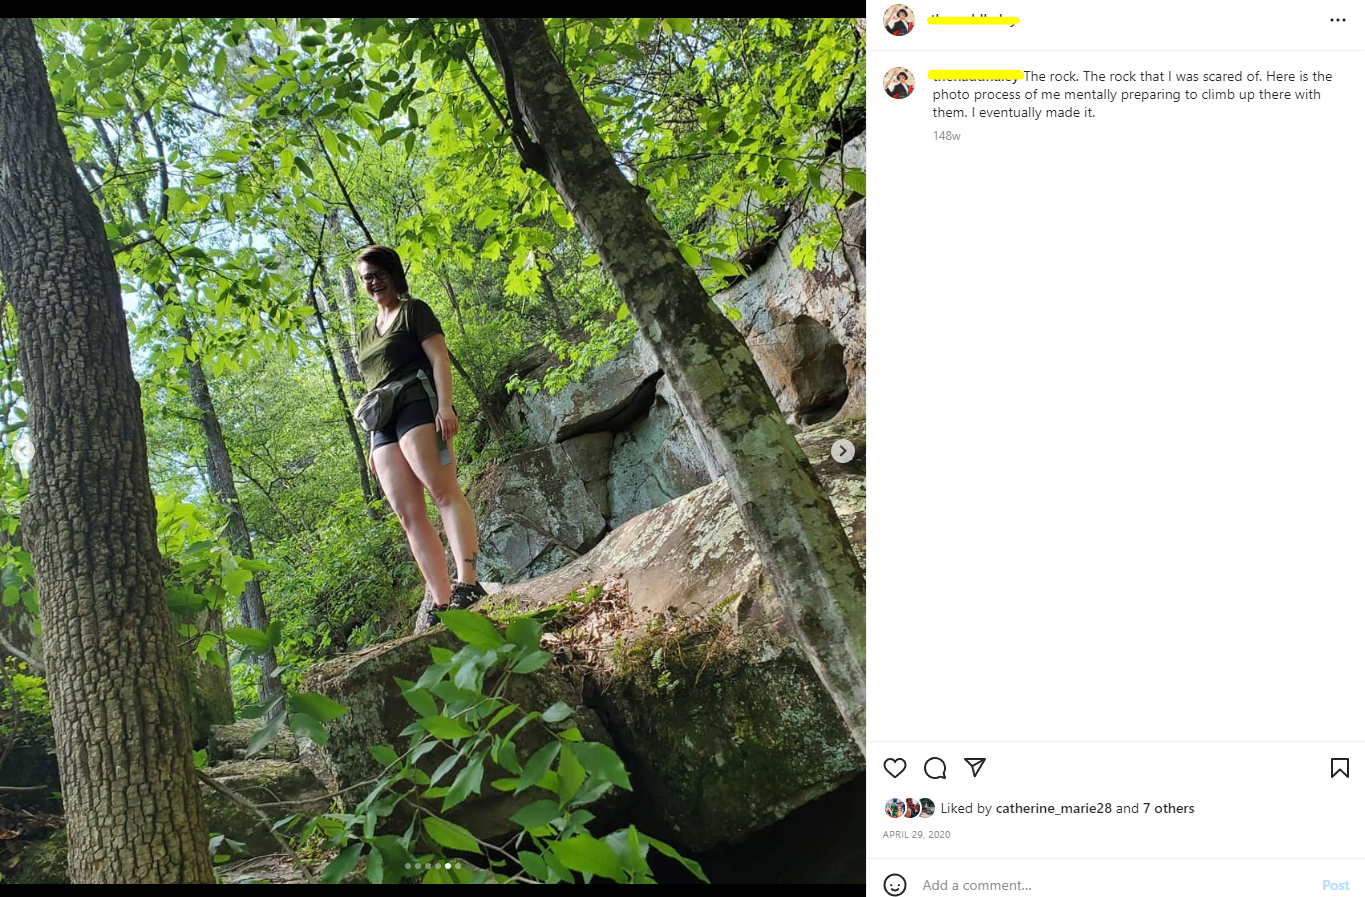 The rock. The rock that I was scared of. Here is the
photo process of me mentally preparing to climb up there with
them. I eventually made it.
148w
Liked by catherine_marie28 and 7 others
APRIL 29, 2020
Add a comment...
Post